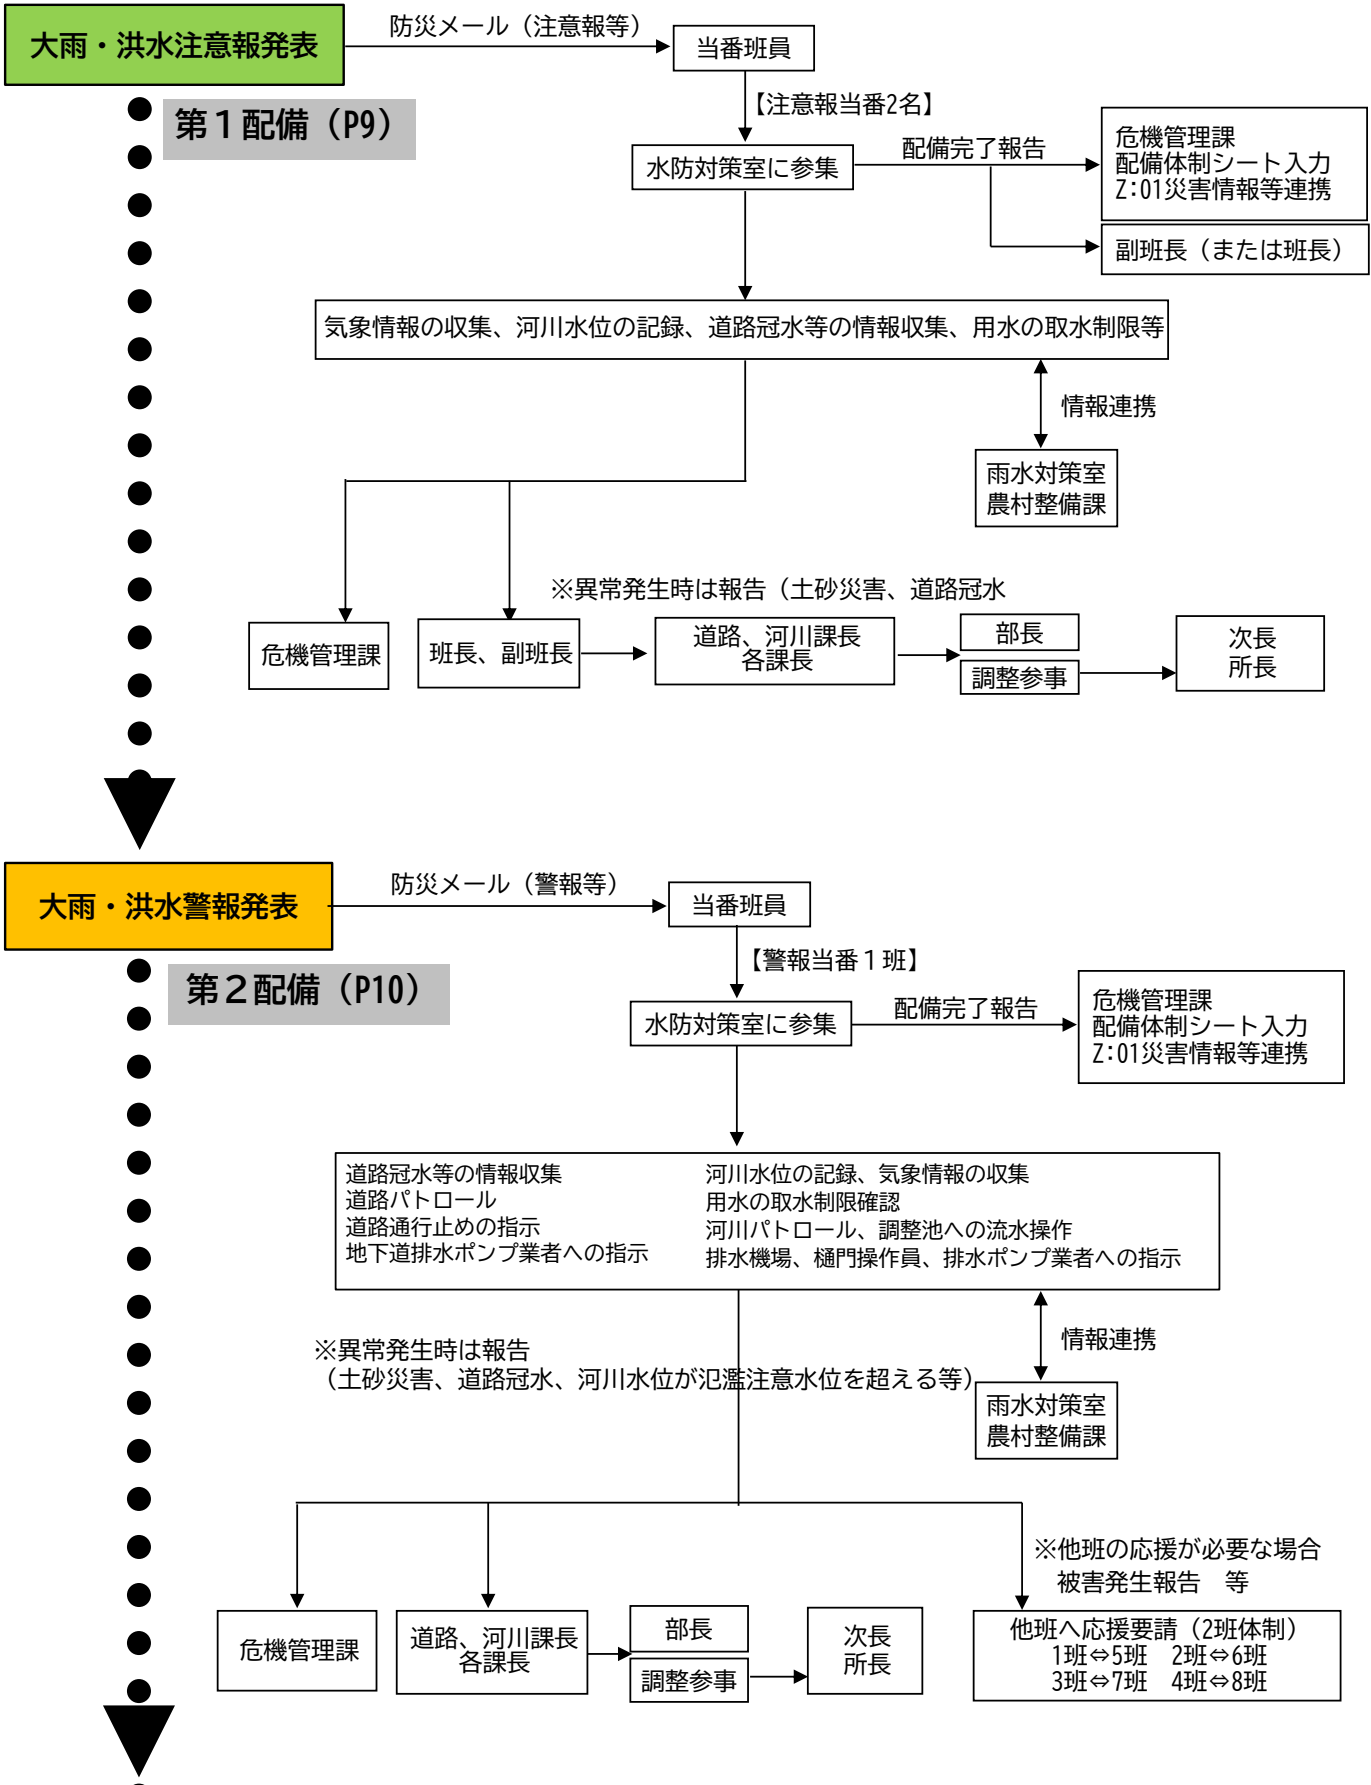 大雨・洪水注意報発表
防災メール（注意報等）
当番班員
第１配備（P9）
【注意報当番2名】
水防対策室に参集
配備完了報告
危機管理課
配備体制シート入力
Z:01災害情報等連携
副班長（または班長）
気象情報の収集、河川水位の記録、道路冠水等の情報収集、用水の取水制限等
情報連携
雨水対策室
農村整備課
※異常発生時は報告（土砂災害、道路冠水
危機管理課
班長、副班長
道路、河川課長
各課長
部長
調整参事
次長
所長
大雨・洪水警報発表
防災メール（警報等）
当番班員
第２配備（P10）
【警報当番１班】
水防対策室に参集
配備完了報告
危機管理課
配備体制シート入力
Z:01災害情報等連携
道路冠水等の情報収集
道路パトロール
道路通行止めの指示
地下道排水ポンプ業者への指示
河川水位の記録、気象情報の収集
用水の取水制限確認
河川パトロール、調整池への流水操作
排水機場、樋門操作員、排水ポンプ業者への指示
※異常発生時は報告
（土砂災害、道路冠水、河川水位が氾濫注意水位を超える等）
情報連携
雨水対策室
農村整備課
※他班の応援が必要な場合
被害発生報告　等
危機管理課
道路、河川課長
各課長
部長
調整参事
次長
所長
他班へ応援要請（2班体制）
1班⇔5班　2班⇔6班
3班⇔7班　4班⇔8班